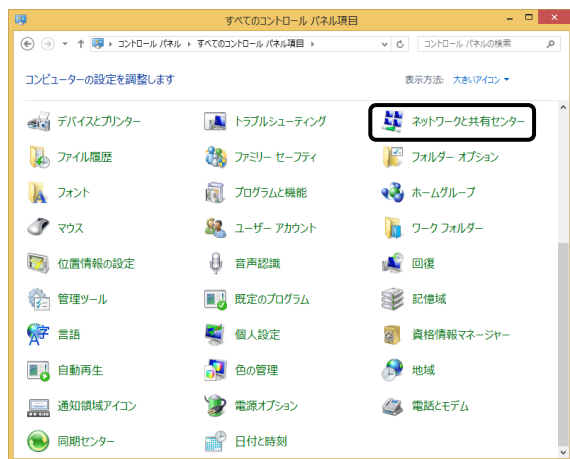 すべてのコントロール パネル項目
コントロール パネル すべてのコントロール パネル項目 コントロール パネルの検索
コンピューターの設定を調整します 表示方法: 大きいアイコン
デバイスとプリンター トラブルシューティング ネットワークと共有センター
ファイル履歴 ファミリー セーフティ フォルダー オプション
フォント プログラムと機能 ホームグループ
マウス ユーザー アカウント ワーク フォルダー
位置情報の設定 音声認識 回復
管理ツール 既定のプログラム 記憶域
言語 個人設定 資格情報マネージャー
自動再生 色の管理 地域
通知領域アイコン 電源オプション 電話とモデム
同期センター 日付と時刻